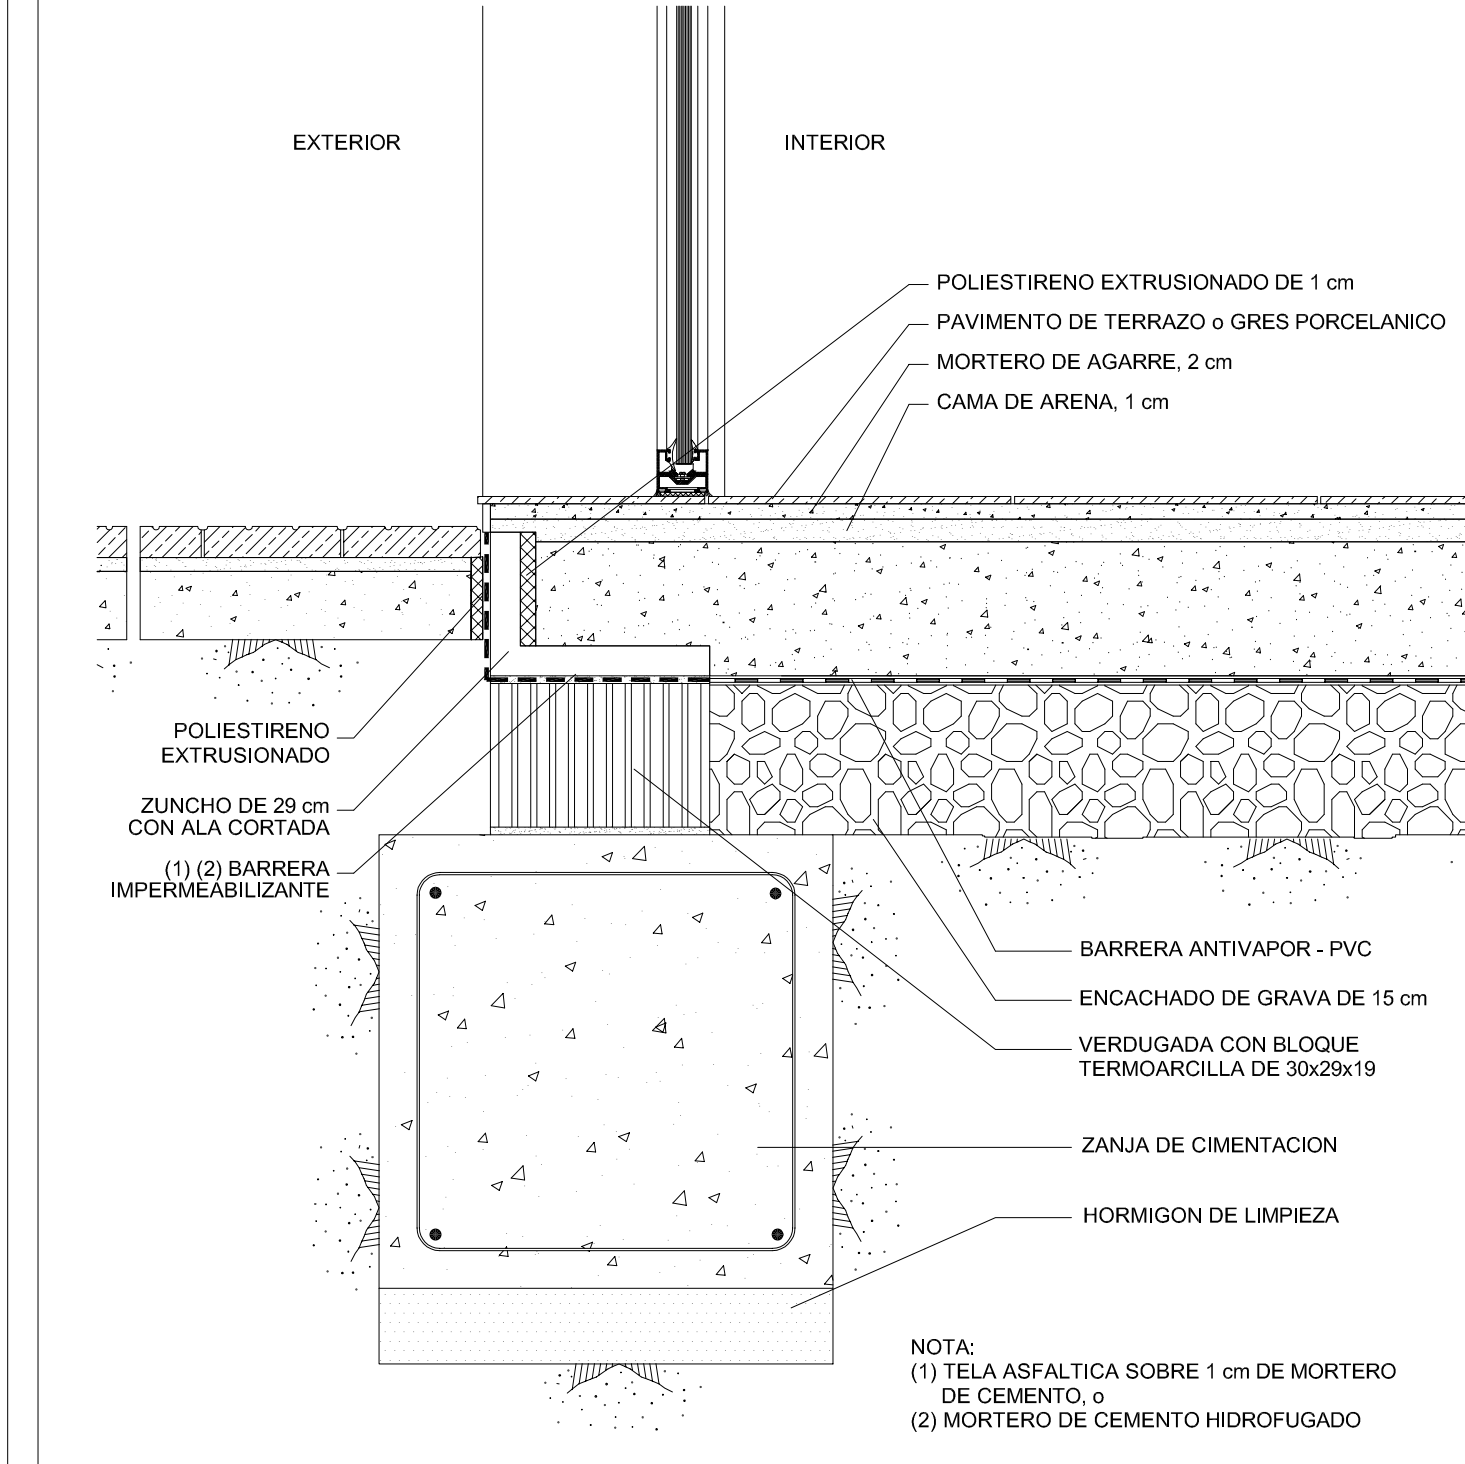 EXTERIOR
INTERIOR
POLIESTIRENO EXTRUSIONADO DE 1 cm
PAVIMENTO DE TERRAZO o GRES PORCELANICO
MORTERO DE AGARRE, 2 cm
CAMA DE ARENA, 1 cm
POLIESTIRENO
EXTRUSIONADO
ZUNCHO DE 29 cm
CON ALA CORTADA
(1) (2) BARRERA
IMPERMEABILIZANTE
BARRERA ANTIVAPOR - PVC
ENCACHADO DE GRAVA DE 15 cm
VERDUGADA CON BLOQUE
TERMOARCILLA DE 30x29x19
ZANJA DE CIMENTACION
HORMIGON DE LIMPIEZA
NOTA:
(1) TELA ASFALTICA SOBRE 1 cm DE MORTERO
DE CEMENTO, o
(2) MORTERO DE CEMENTO HIDROFUGADO